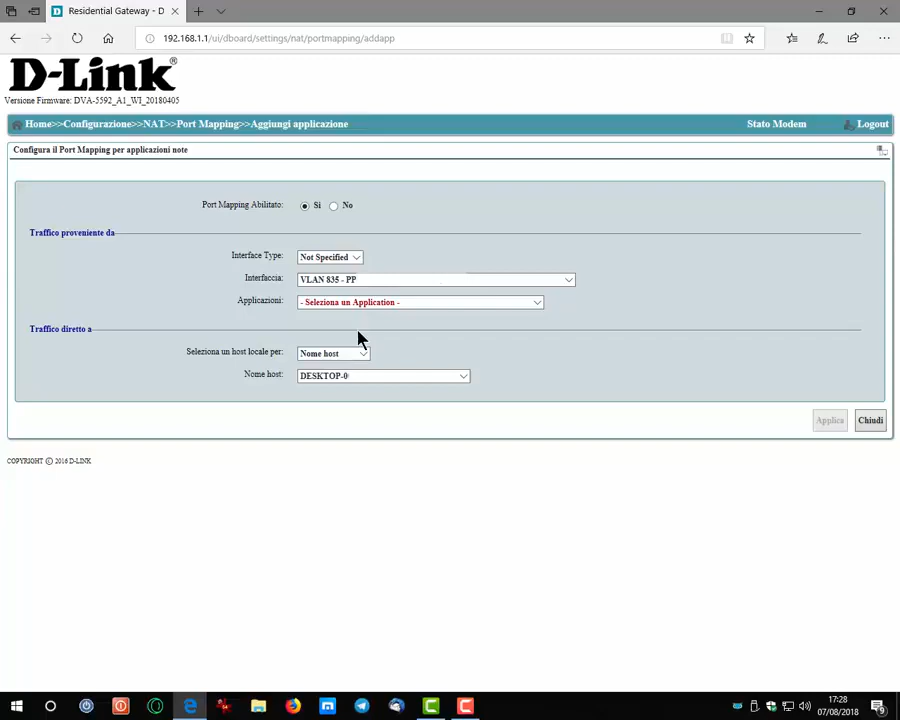 Residential Gateway - D
192.168.1.1/ui/dboard/settings/nat/portmapping/addapp
D-Link®
Versione Firmware: DVA-5592_A1_WI_20180405
Home>>Configurazione>>NAT>>Port Mapping>>Aggiungi applicazione Stato Modem Logout
Configura il Port Mapping per applicazioni note
Port Mapping Abilitato: Si No
Traffico proveniente da
Interface Type: Not Specified
Interfaccia: VLAN 835 - PP
Applicazioni: - Seleziona un Application -
Traffico diretto a
Seleziona un host locale per: Nome host
Nome host: DESKTOP-0
Applica Chiudi
COPYRIGHT © 2016 D-LINK
17:28
07/08/2018
9